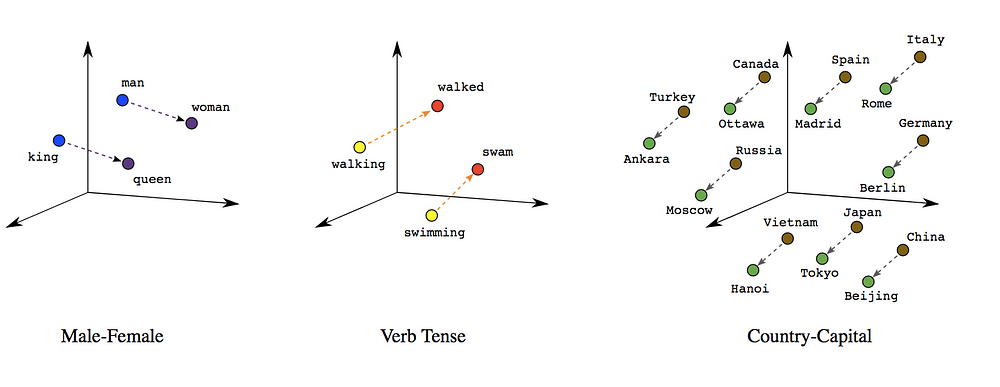 man
woman
king
queen
Male-Female
walked
walking
swam
swimming
Verb Tense
Italy
Spain
Canada
Rome
Turkey
Ottawa
Madrid
Germany
Ankara
Russia
Berlin
Moscow
Japan
Vietnam
China
Tokyo
Hanoi
Beijing
Country-Capital